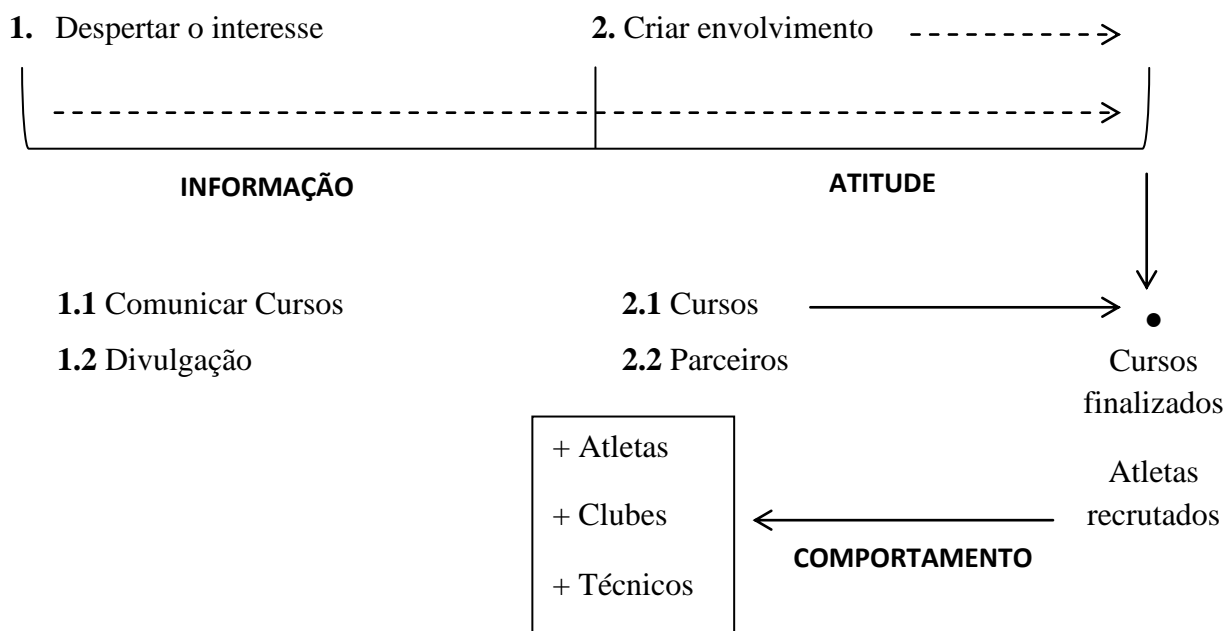 1. Despertar o interesse
2. Criar envolvimento
INFORMAÇÃO
ATITUDE
1.1 Comunicar Cursos
2.1 Cursos
1.2 Divulgação
2.2 Parceiros
Cursos
finalizados
Atletas
recrutados
COMPORTAMENTO
+ Atletas
+ Clubes
+ Técnicos